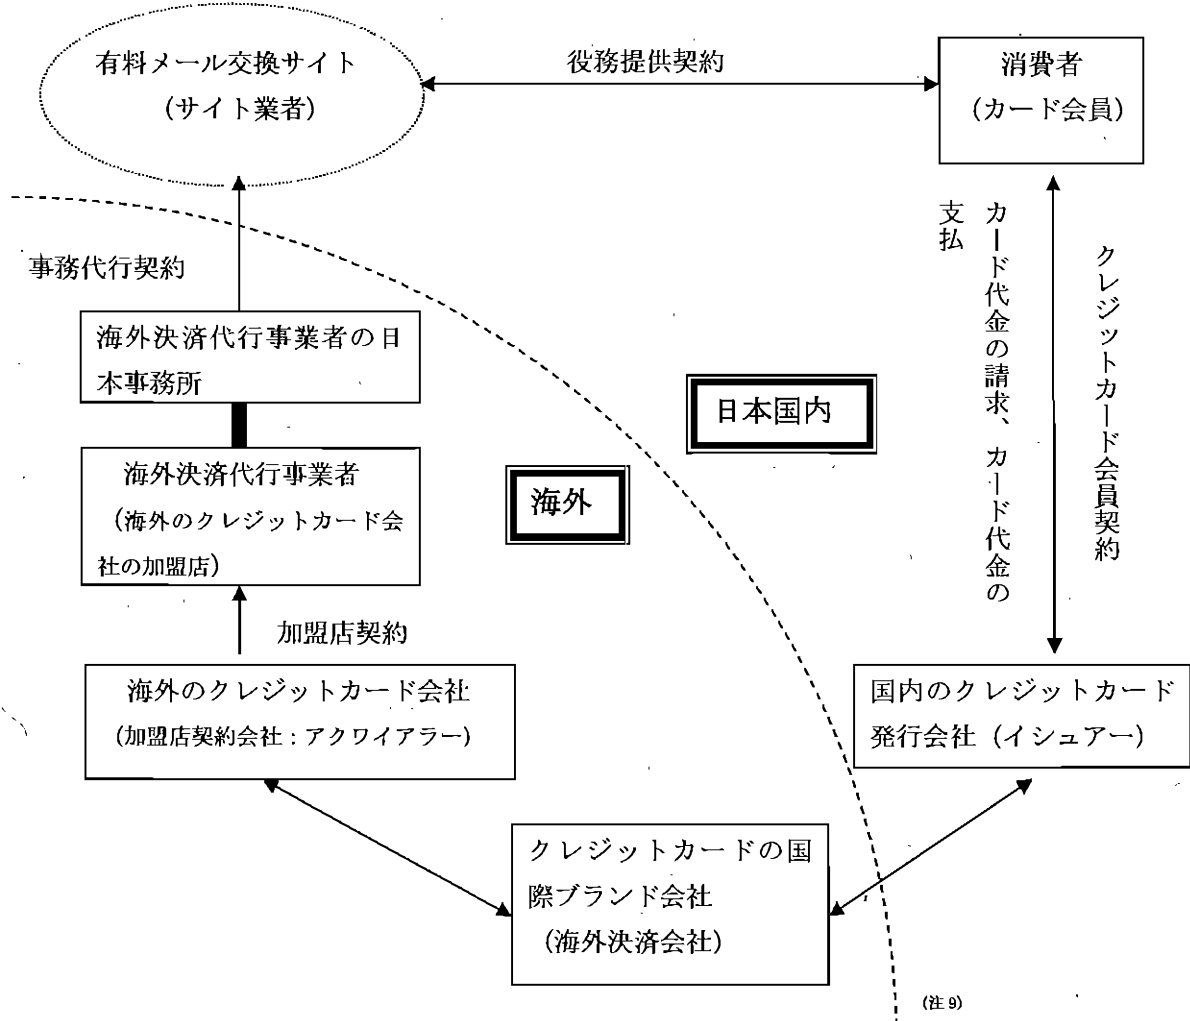 有料メール交換サイト
(サイト業者)
役務提供契約
消費者
(カード会員)
カード代金の請求、カード代金の
支払
クレジットカード会員契約
事務代行契約
海外決済代行事業者の日
本事務所
日本国内
海外決済代行事業者
(海外のクレジットカード会
社の加盟店)
海外
加盟店契約
海外のクレジットカード会社
(加盟店契約会社:アクワイアラー)
国内のクレジットカード
発行会社(イシュアー)
クレジットカードの国
際ブランド会社
(海外決済会社)
(注9)